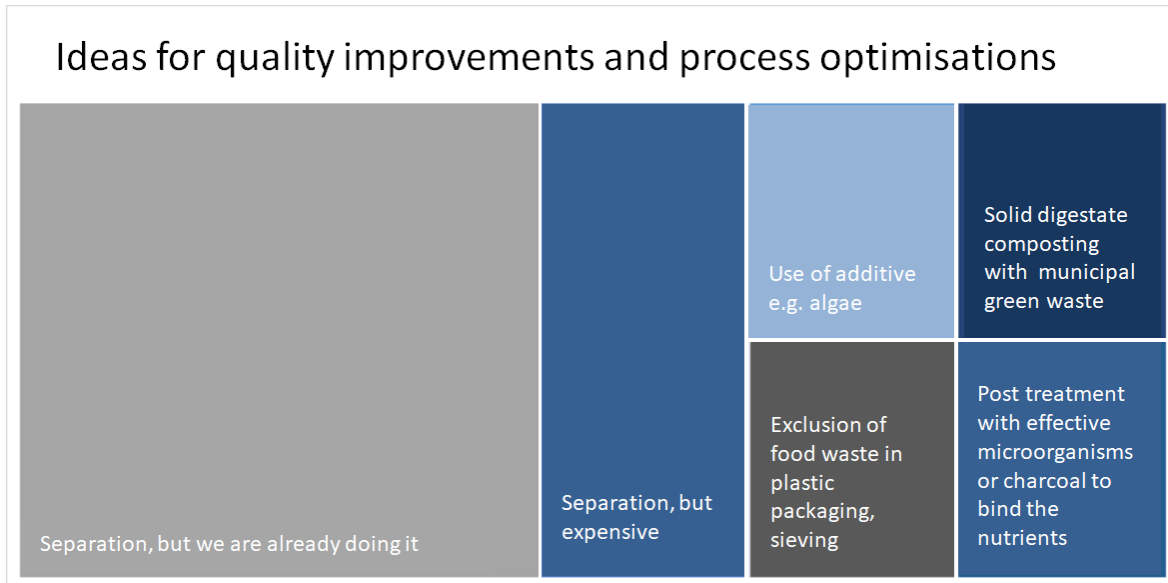 Ideas for quality improvements and process optimisations
Separation, but we are already doing it
Separation, but
expensive
Use of additive
e.g. algae
Solid digestate
composting
with municipal
green waste
Exclusion of
food waste in
plastic
packaging,
sieving
Post treatment
with effective
microorganisms
or charcoal to
bind the
nutrients